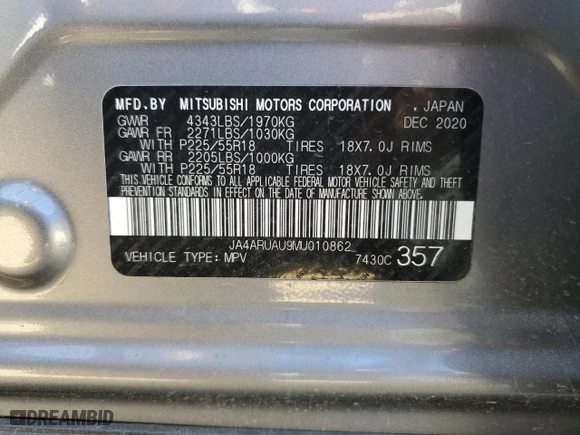 MFD.BY MITSUBISHI MOTORS CORPORATION . JAPAN
GVWR 4343LBS/1970KG DEC 2020
GAWR FR 2271LBS/1030KG
WITH P225/55R18 TIRES 18X7.0J RIMS
GAWR RR 2205LBS/1000KG
WITH P225/55R18 TIRES 18X7.0J RIMS
THIS VEHICLE CONFORMS TO ALL APPLICABLE FEDERAL MOTOR VEHICLE SAFETY AND THEFT
PREVENTION STANDARDS IN EFFECT ON THE DATE OF MANUFACTURE SHOWN ABOVE.
JA4ARUAU9MU010862
VEHICLE TYPE:MPV 7430C 357
DREAMBID